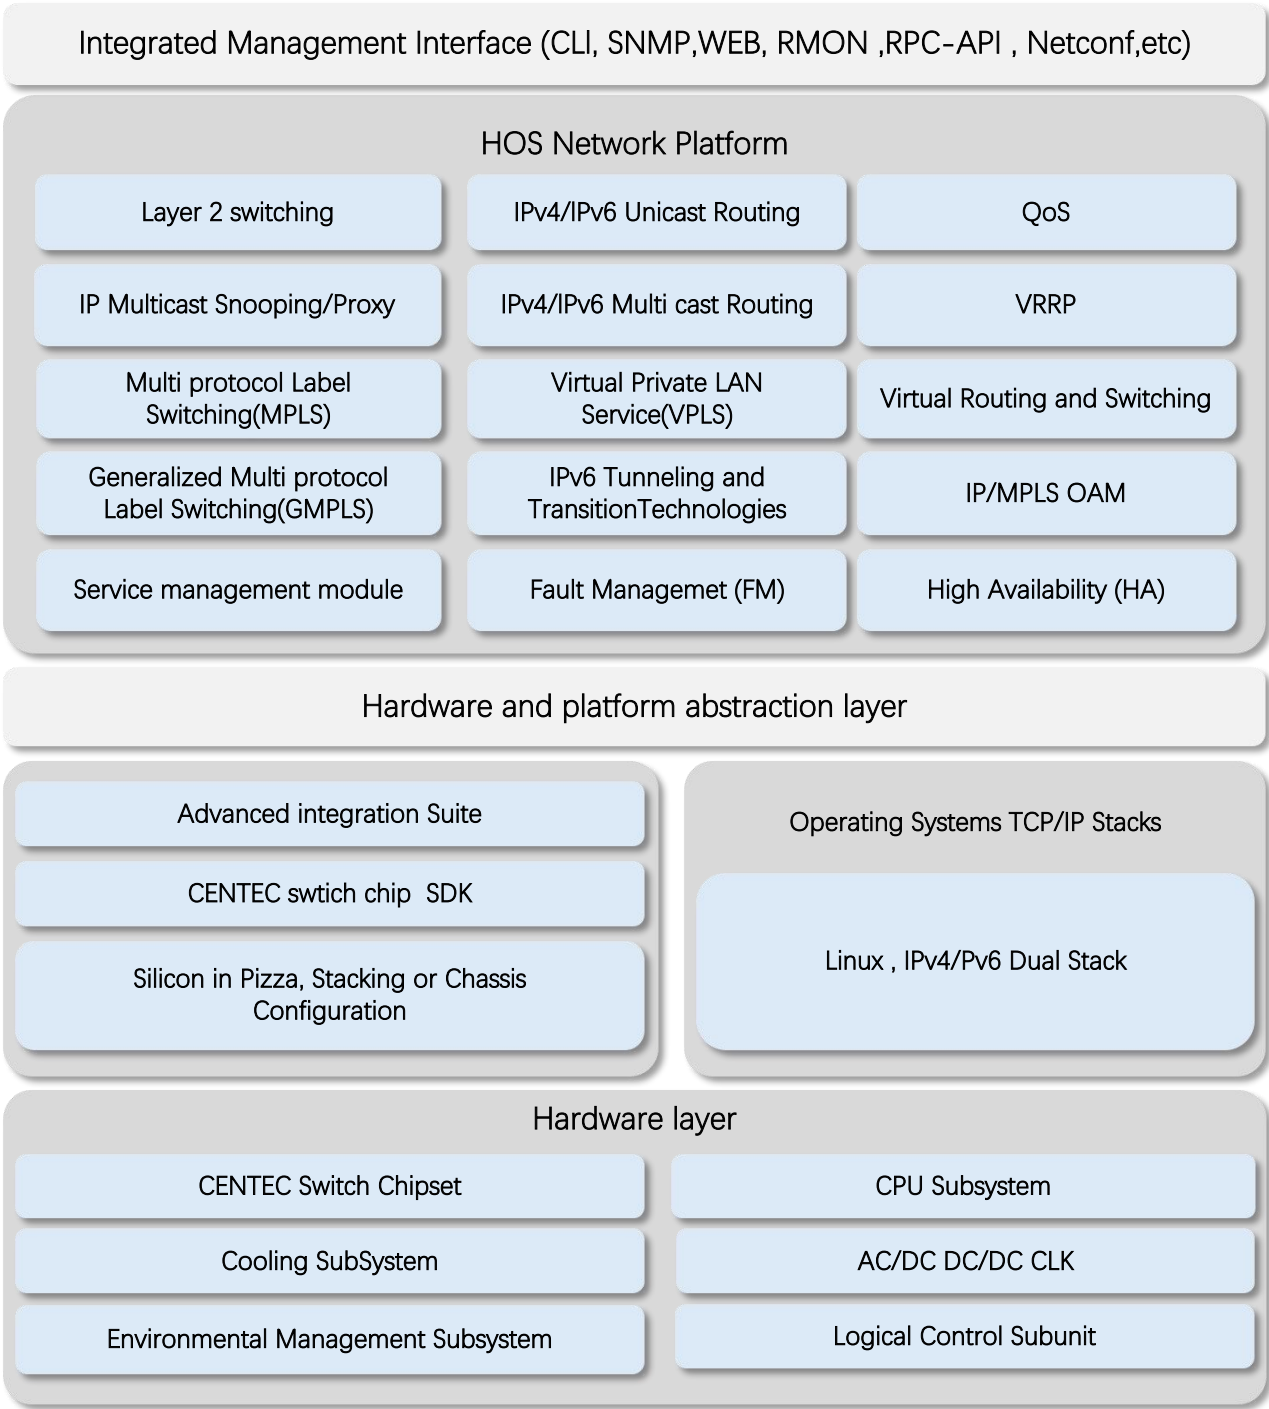 Integrated Management Interface (CLI, SNMP,WEB, RMON ,RPC-API , Netconf,etc)
HOS Network Platform
Layer 2 switching
IPv4/IPv6 Unicast Routing
QoS
IP Multicast Snooping/Proxy
IPv4/IPv6 Multi cast Routing
VRRP
Multi protocol Label
Switching(MPLS)
Virtual Private LAN
Service(VPLS)
Virtual Routing and Switching
Generalized Multi protocol
Label Switching(GMPLS)
IPv6 Tunneling and
TransitionTechnologies
IP/MPLS OAM
Service management module
Fault Managemet (FM)
High Availability (HA)
Hardware and platform abstraction layer
Advanced integration Suite
CENTEC swtich chip  SDK
Silicon in Pizza, Stacking or Chassis
Configuration
Operating Systems TCP/IP Stacks
Linux , IPv4/Pv6 Dual Stack
Hardware layer
CENTEC Switch Chipset
CPU Subsystem
Cooling SubSystem
AC/DC DC/DC CLK
Environmental Management Subsystem
Logical Control Subunit